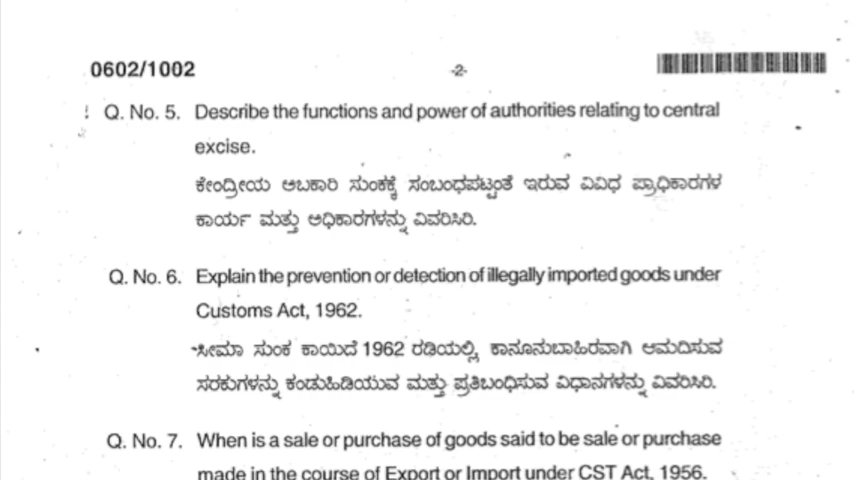 0602/1002
-2-
Q. No. 5. Describe the functions and power of authorities relating to central
excise.
ಕೇಂದ್ರೀಯ ಅಬಕಾರಿ ಸುಂಕಕ್ಕೆ ಸಂಬಂಧಪಟ್ಟಂತೆ ಇರುವ ವಿವಿಧ ಪ್ರಾಧಿಕಾರಗಳ
ಕಾರ್ಯ ಮತ್ತು ಅಧಿಕಾರಗಳನ್ನು ವಿವರಿಸಿರಿ.
Q. No. 6. Explain the prevention or detection of illegally imported goods under
Customs Act, 1962.
ಸೀಮಾ ಸುಂಕ ಕಾಯಿದೆ 1962 ರಡಿಯಲ್ಲಿ ಕಾನೂನುಬಾಹಿರವಾಗಿ ಆಮದಿಸುವ
ಸರಕುಗಳನ್ನು ಕಂಡುಹಿಡಿಯುವ ಮತ್ತು ಪ್ರತಿಬಂಧಿಸುವ ವಿಧಾನಗಳನ್ನು ವಿವರಿಸಿರಿ.
Q. No. 7. When is a sale or purchase of goods said to be sale or purchase
made in the course of Export or Import under CST Act, 1956.